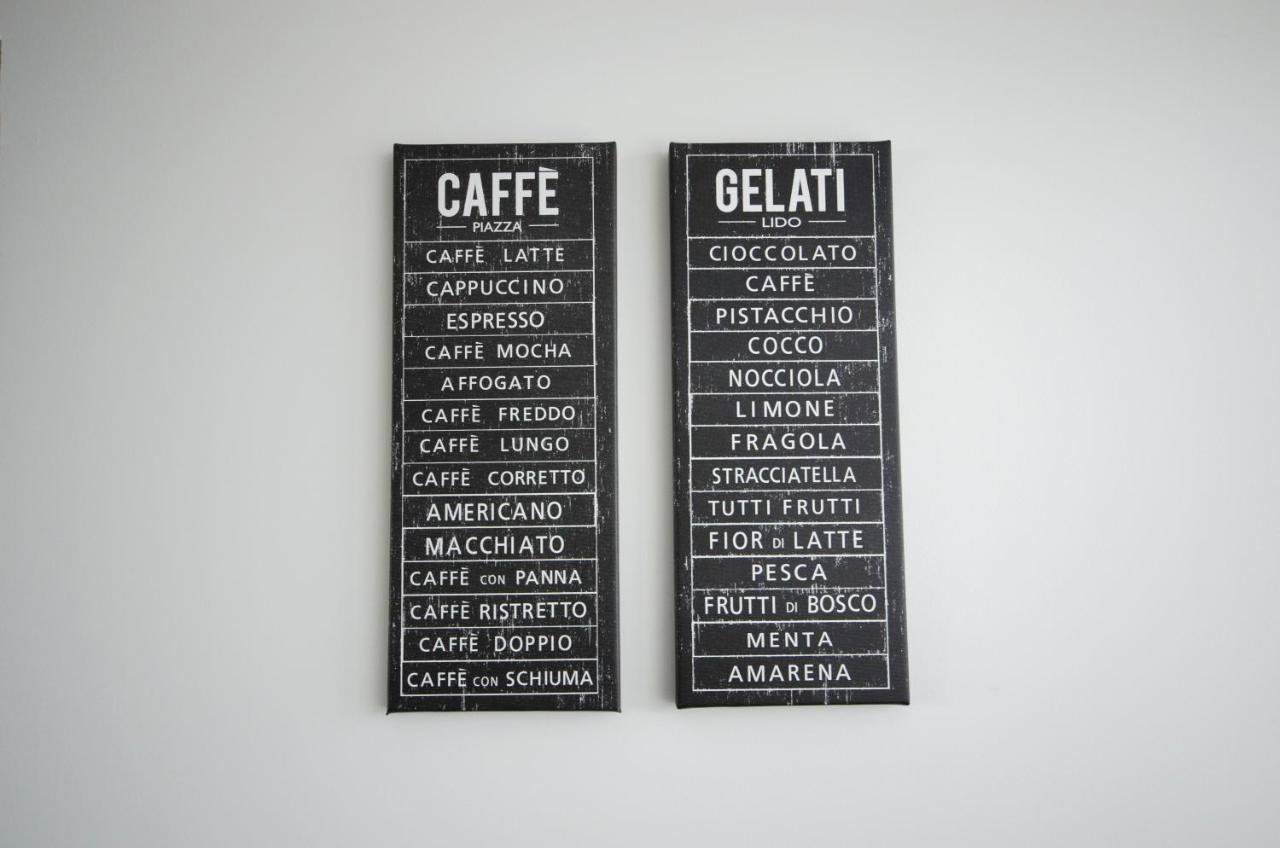 CAFFÈ
PIAZZA
CAFFÈ LATTE
CAPPUCCINO
ESPRESSO
CAFFÈ MOCHA
AFFOGATO
CAFFÈ FREDDO
CAFFÈ LUNGO
CAFFÈ CORRETTO
AMERICANO
MACCHIATO
CAFFÈ CON PANNA
CAFFÈ RISTRETTO
CAFFÈ DOPPIO
CAFFÈ CON SCHIUMA
GELATI
LIDO
CIOCCOLATO
CAFFÈ
PISTACCHIO
COCCO
NOCCIOLA
LIMONE
FRAGOLA
STRACCIATELLA
TUTTI FRUTTI
FIOR DI LATTE
PESCA
FRUTTI DI BOSCO
MENTA
AMARENA